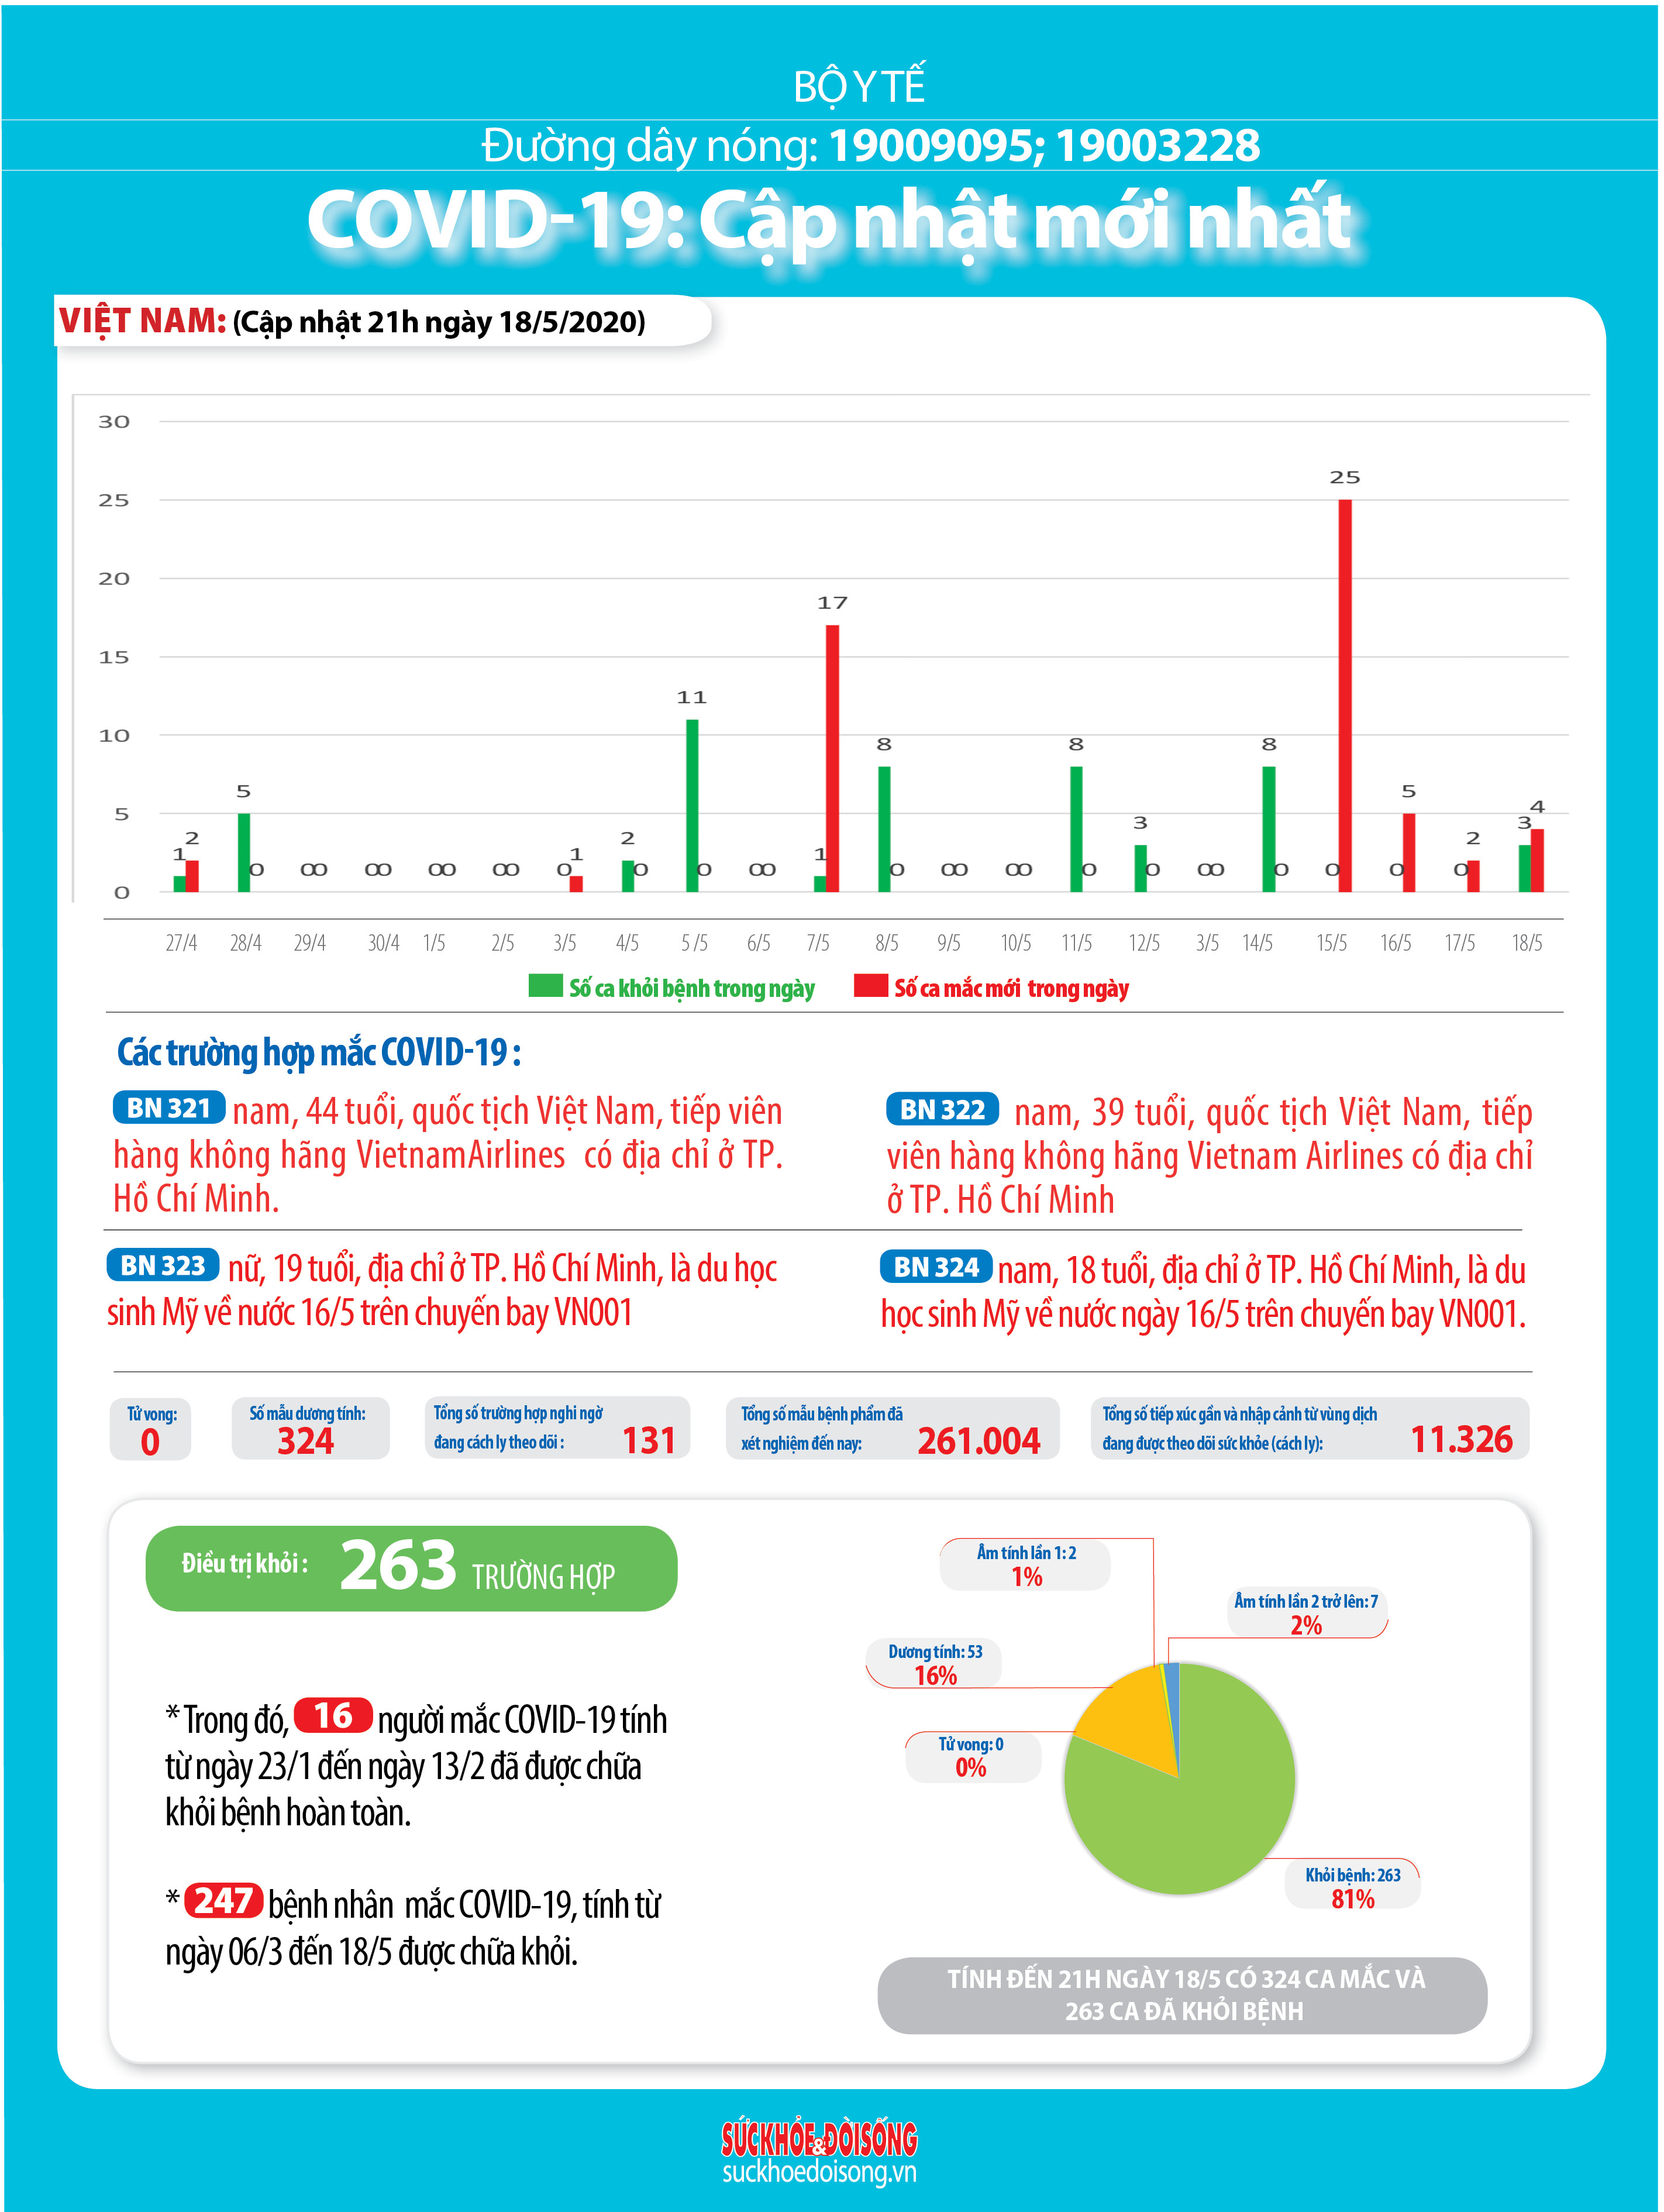 BỘ Y TẾ
Đường dây nóng: 19009095; 19003228
COVID-19: Cập nhật mới nhất
VIỆT NAM: (Cập nhật 21h ngày 18/5/2020)
30
25
20
15
10
5
0
1 2 5 0 0 0 0 0 0 0 0 0 0 1 2 0 11 0 0 0 1 17 8 0 0 0 0 0 8 0 3 0 0 0 8 0 0 25 0 5 0 2 3 4
27/4 28/4 29/4 30/4 1/5 2/5 3/5 4/5 5/5 6/5 7/5 8/5 9/5 10/5 11/5 12/5 3/5 14/5 15/5 16/5 17/5 18/5
Số ca khỏi bệnh trong ngày Số ca mắc mới trong ngày
Các trường hợp mắc COVID-19 :
BN 321 nam, 44 tuổi, quốc tịch Việt Nam, tiếp viên
hàng không hãng VietnamAirlines có địa chỉ ở TP.
Hồ Chí Minh.
BN 322 nam, 39 tuổi, quốc tịch Việt Nam, tiếp
viên hàng không hãng Vietnam Airlines có địa chỉ
ở TP. Hồ Chí Minh
BN 323 nữ, 19 tuổi, địa chỉ ở TP. Hồ Chí Minh, là du học
sinh Mỹ về nước 16/5 trên chuyến bay VN001
BN 324 nam, 18 tuổi, địa chỉ ở TP. Hồ Chí Minh, là du
học sinh Mỹ về nước ngày 16/5 trên chuyến bay VN001.
Tử vong:
0
Số mẫu dương tính:
324
Tổng số trường hợp nghi ngờ
đang cách ly theo dõi : 131
Tổng số mẫu bệnh phẩm đã
xét nghiệm đến nay: 261.004
Tổng số tiếp xúc gần và nhập cảnh từ vùng dịch
đang được theo dõi sức khỏe (cách ly): 11.326
Điều trị khỏi : 263 TRƯỜNG HỢP
* Trong đó, 16 người mắc COVID-19 tính
từ ngày 23/1 đến ngày 13/2 đã được chữa
khỏi bệnh hoàn toàn.
* 247 bệnh nhân mắc COVID-19, tính từ
ngày 06/3 đến 18/5 được chữa khỏi.
Âm tính lần 1: 2
1%
Âm tính lần 2 trở lên: 7
2%
Dương tính: 53
16%
Tử vong: 0
0%
Khỏi bệnh: 263
81%
TÍNH ĐẾN 21H NGÀY 18/5 CÓ 324 CA MẮC VÀ
263 CA ĐÃ KHỎI BỆNH
SỨC KHỎE & ĐỜI SỐNG
suckhoedoisong.vn